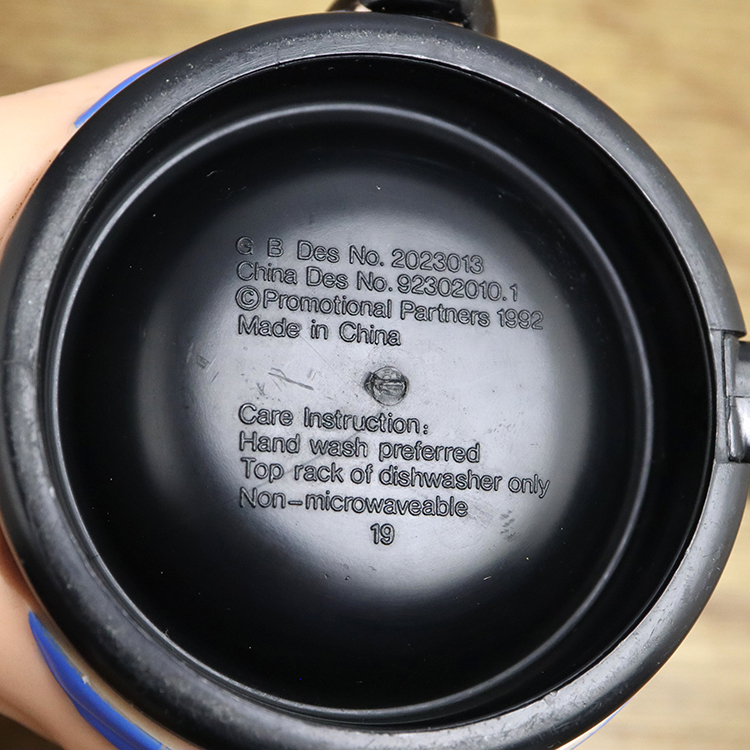 G B Des No. 2023013
China Des No. 92302010.1
©Promotional Partners 1992
Made in China
Care Instruction:
Hand wash preferred
Top rack of dishwasher only
Non-microwaveable
19